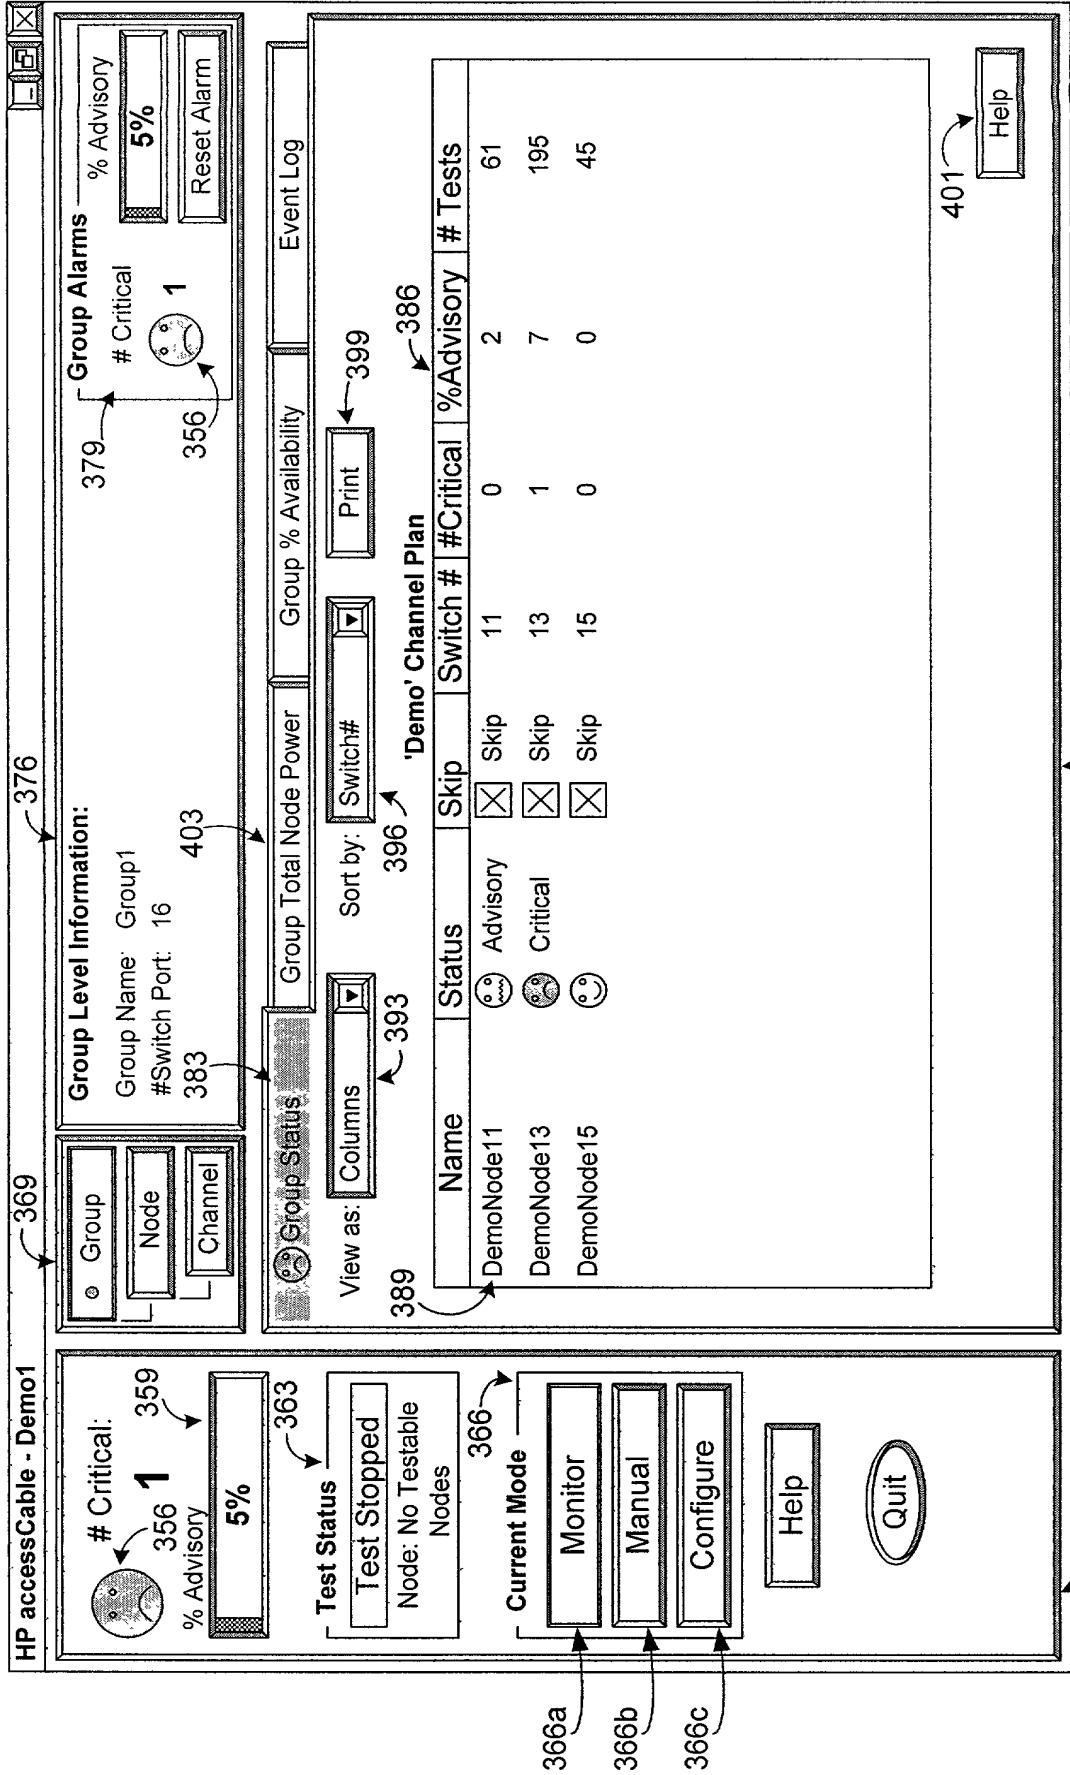 HP accessCable - Demo1
# Critical:
1
356
% Advisory
359
5%
363
Test Status
Test Stopped
Node: No Testable
Nodes
366
Current Mode
Monitor
Manual
Configure
366a
366b
366c
Help
Quit
369
Group
Node
Channel
376
Group Level Information:
Group Name: Group1
#Switch Port: 16
379
Group Alarms
# Critical
1
356
% Advisory
5%
Reset Alarm
383
403
Group Status
Group Total Node Power
Group % Availability
Event Log
View as: Columns
393
Sort by: Switch#
396
Print
399
'Demo' Channel Plan
386
Name Status Skip Switch # #Critical %Advisory # Tests
389
DemoNode11 Advisory Skip 11 0 2 61
DemoNode13 Critical Skip 13 1 7 195
DemoNode15 Skip 15 0 0 45
401
Help